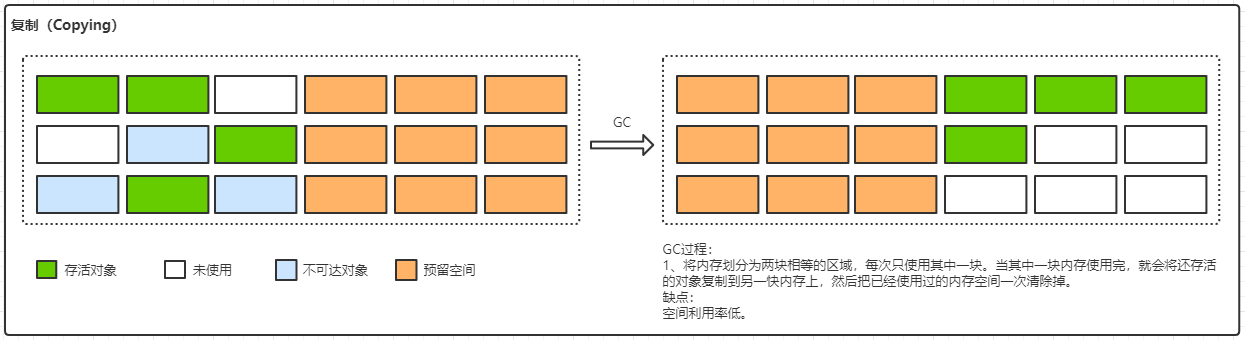 复制（Copying）
GC
存活对象
未使用
不可达对象
预留空间
GC过程：
1、将内存划分为两块相等的区域，每次只使用其中一块。当其中一块内存使用完，就会将还存活
的对象复制到另一快内存上，然后把已经使用过的内存空间一次清除掉。
缺点：
空间利用率低。